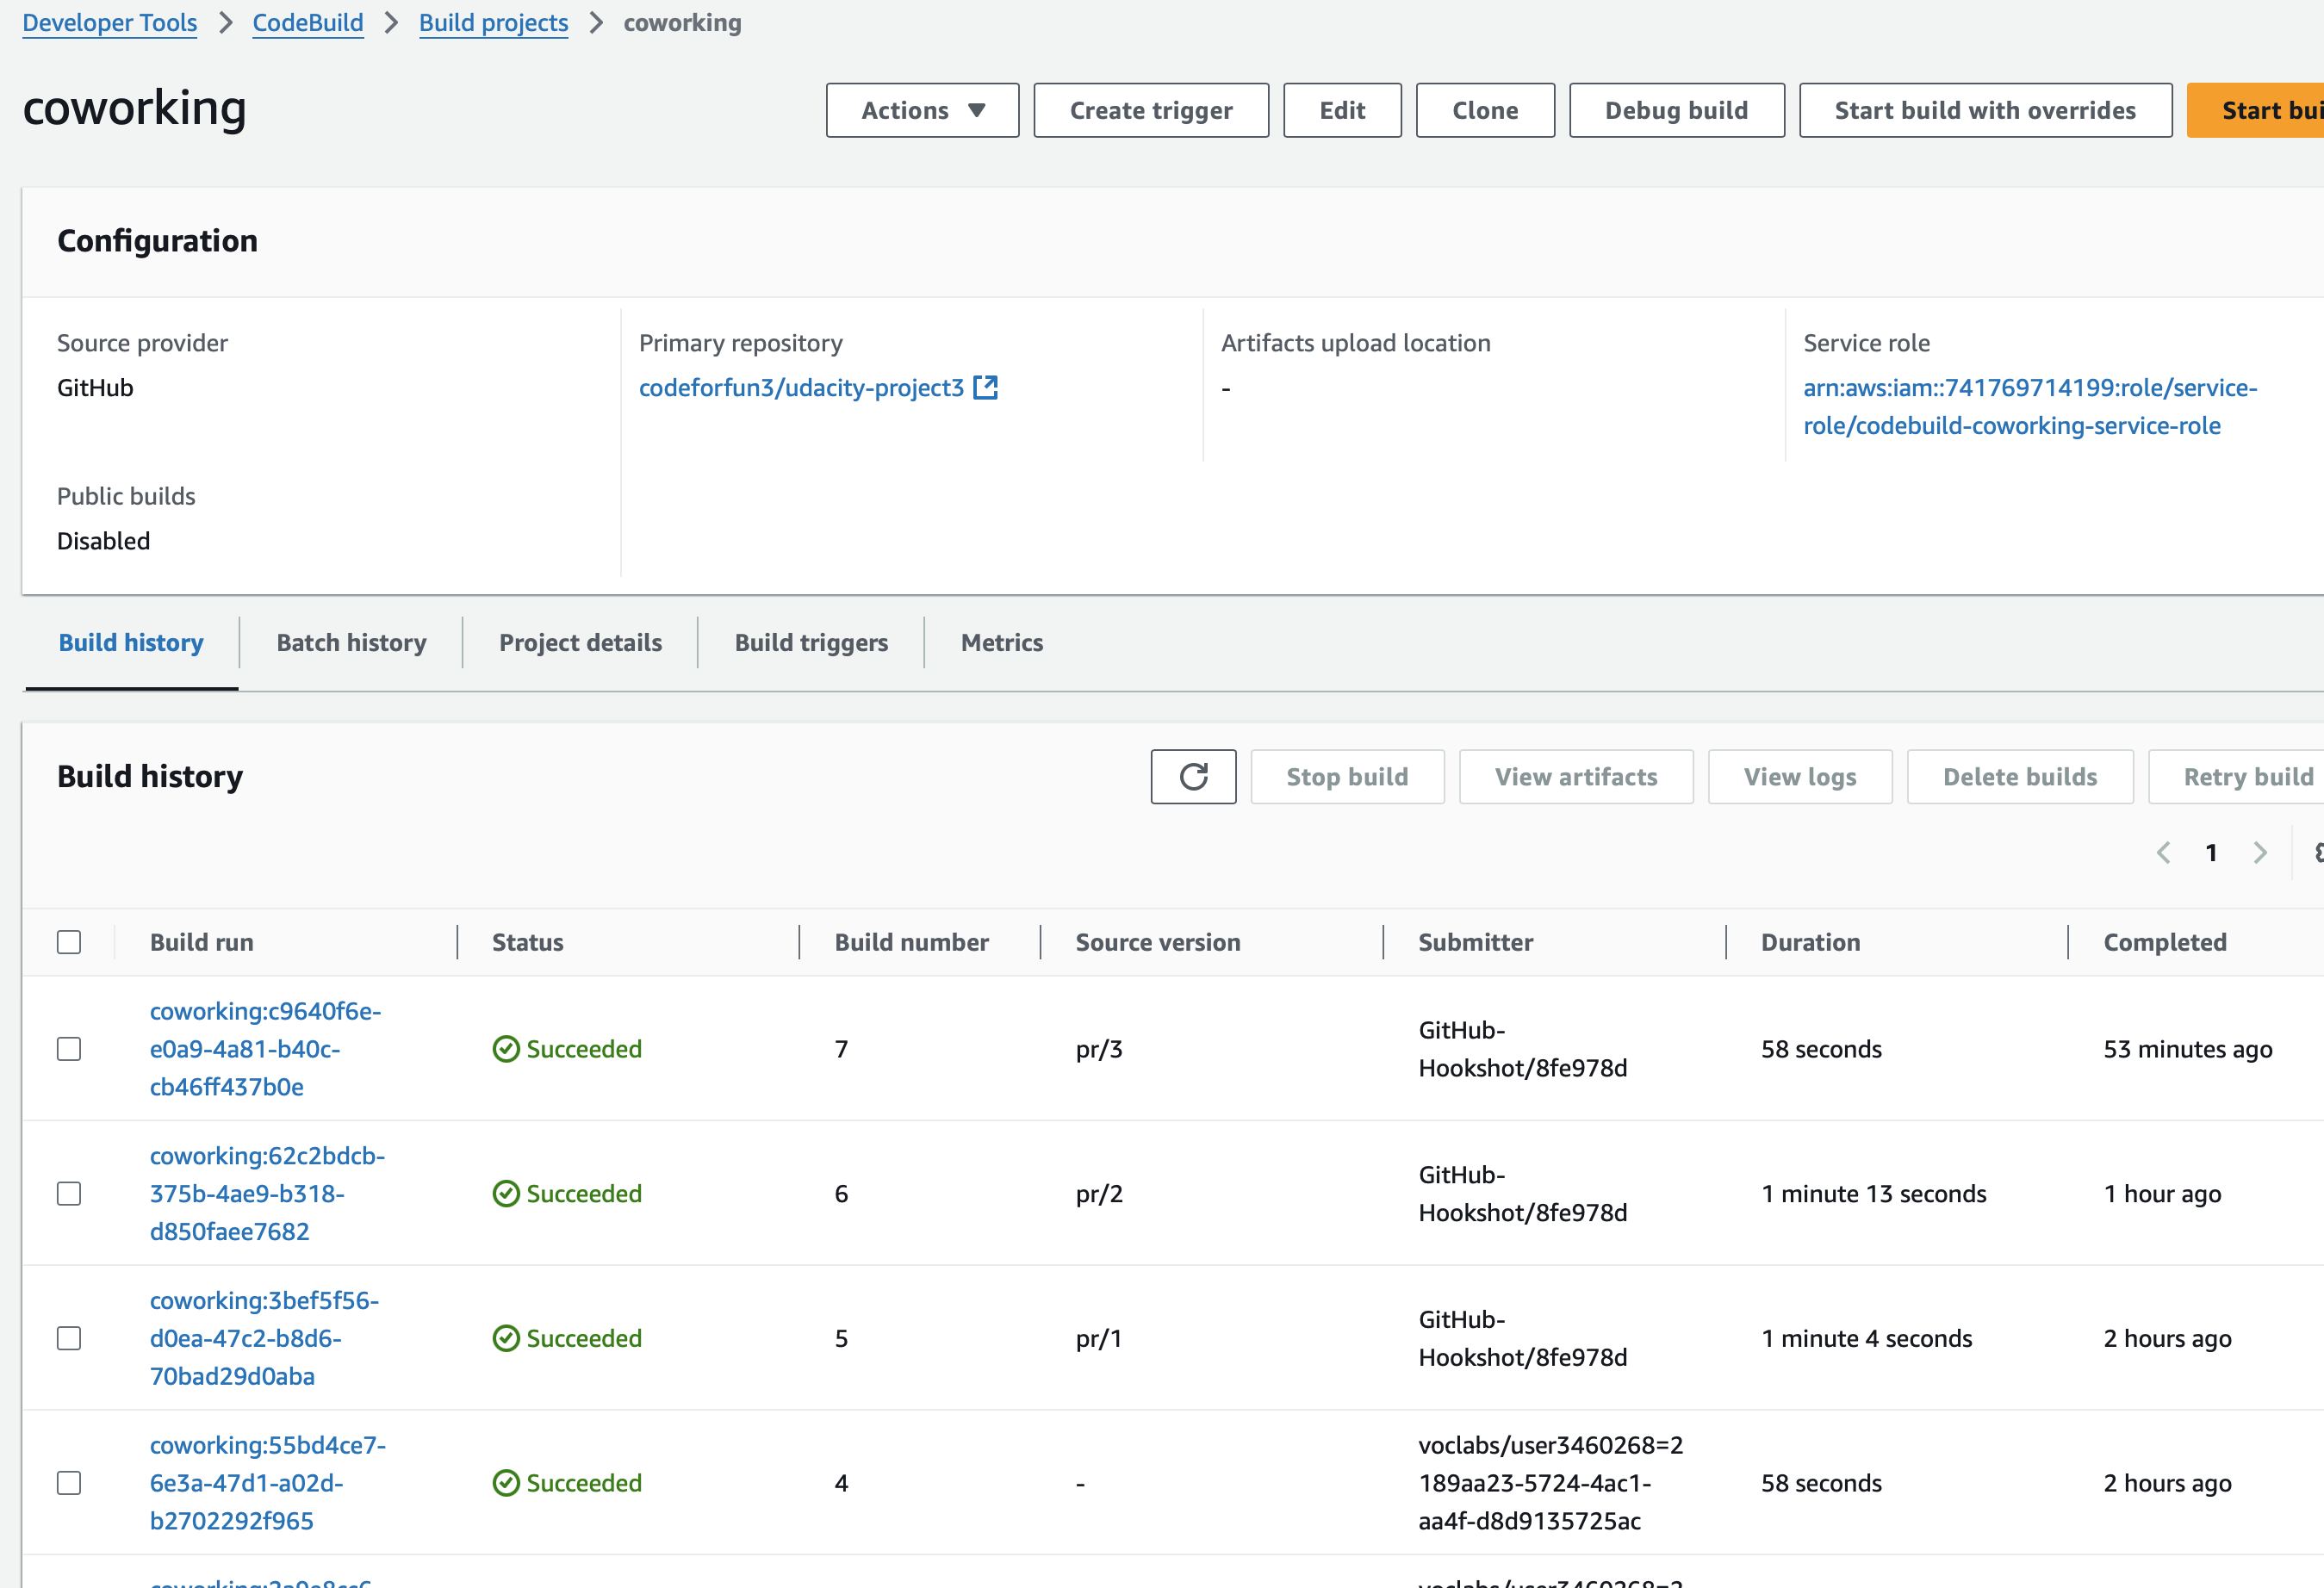 Developer Tools > CodeBuild > Build projects > coworking
coworking
Actions ▼ Create trigger Edit Clone Debug build Start build with overrides Start
Configuration
Source provider
GitHub
Primary repository
codeforfun3/udacity-project3
Artifacts upload location
-
Service role
arn:aws:iam::741769714199:role/service-
role/codebuild-coworking-service-role
Public builds
Disabled
Build history Batch history Project details Build triggers Metrics
Build history
Stop build View artifacts View logs Delete builds Retry build
< 1 >
Build run Status Build number Source version Submitter Duration Completed
coworking:c9640f6e-
e0a9-4a81-b40c-
cb46ff437b0e
Succeeded
7
pr/3
GitHub-
Hookshot/8fe978d
58 seconds
53 minutes ago
coworking:62c2bdcb-
375b-4ae9-b318-
d850faee7682
Succeeded
6
pr/2
GitHub-
Hookshot/8fe978d
1 minute 13 seconds
1 hour ago
coworking:3bef5f56-
d0ea-47c2-b8d6-
70bad29d0aba
Succeeded
5
pr/1
GitHub-
Hookshot/8fe978d
1 minute 4 seconds
2 hours ago
coworking:55bd4ce7-
6e3a-47d1-a02d-
b2702292f965
Succeeded
4
-
voclabs/user3460268=2
189aa23-5724-4ac1-
aa4f-d8d9135725ac
58 seconds
2 hours ago